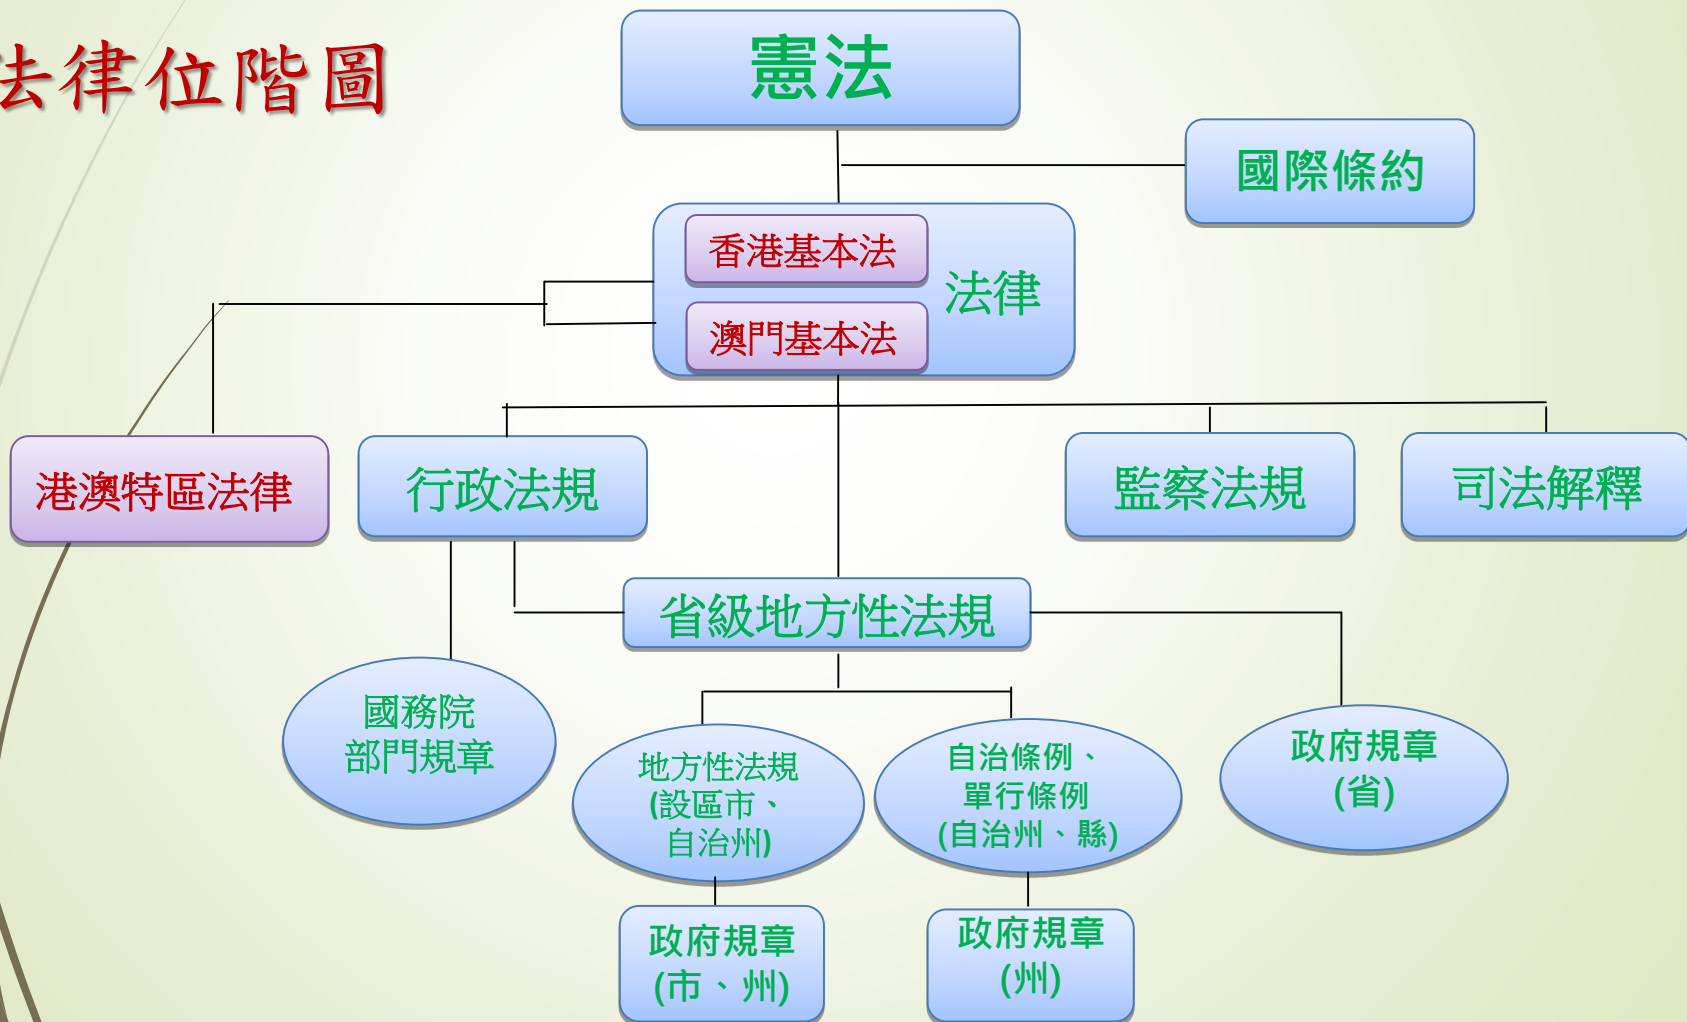 法律位階圖
憲法
國際條約
香港基本法
法律
澳門基本法
港澳特區法律
行政法規
監察法規
司法解釋
省級地方性法規
國務院
部門規章
地方性法規
(設區市、
自治州)
自治條例、
單行條例
(自治州、縣)
政府規章
(省)
政府規章
(市、州)
政府規章
(州)